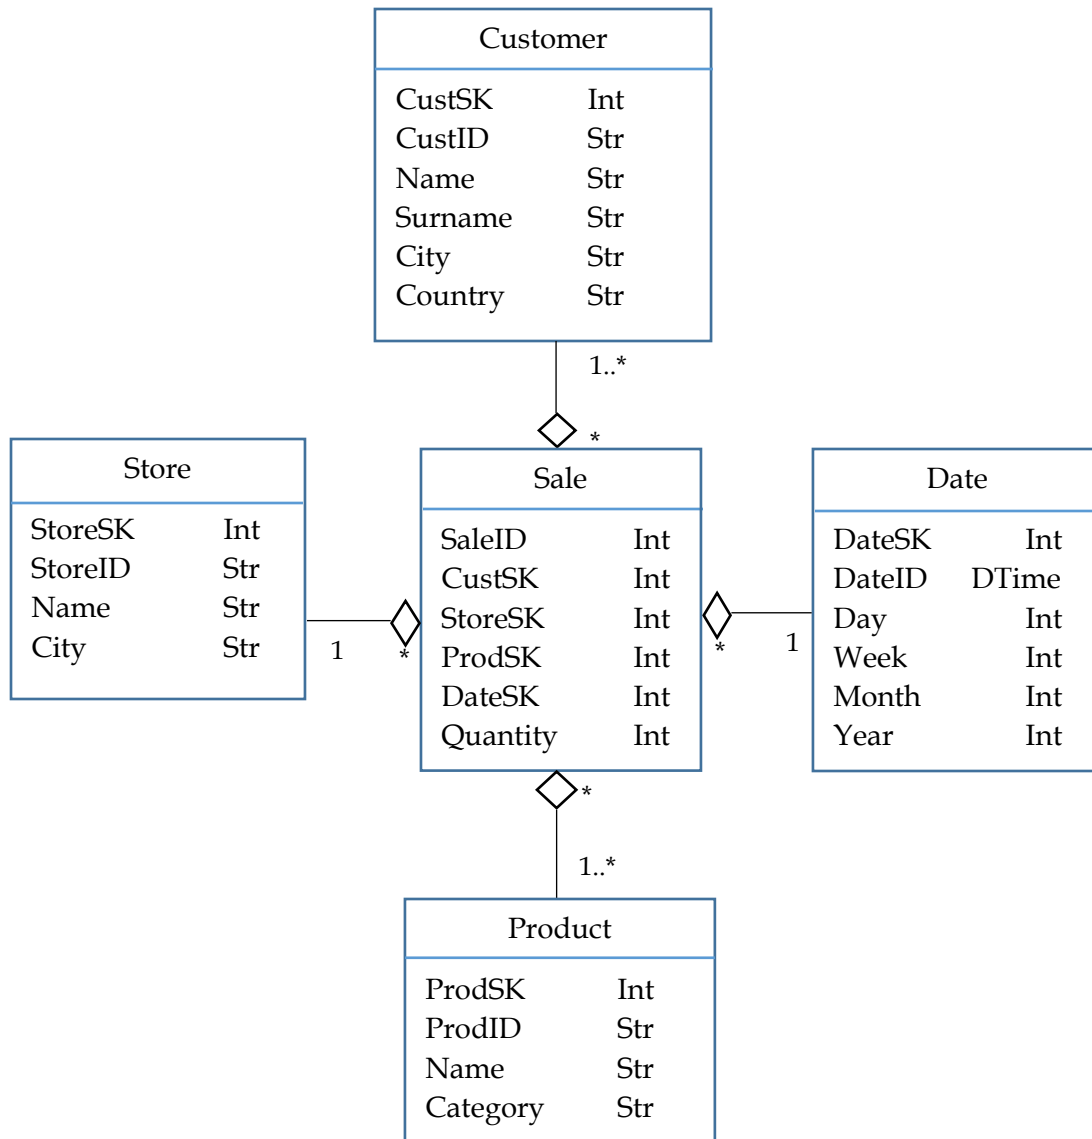 Customer
CustSK Int
CustID Str
Name Str
Surname Str
City Str
Country Str
1..*
*
Store
StoreSK Int
StoreID Str
Name Str
City Str
1
*
Sale
SaleID Int
CustSK Int
StoreSK Int
ProdSK Int
DateSK Int
Quantity Int
*
1
Date
DateSK Int
DateID DTime
Day Int
Week Int
Month Int
Year Int
*
1..*
Product
ProdSK Int
ProdID Str
Name Str
Category Str